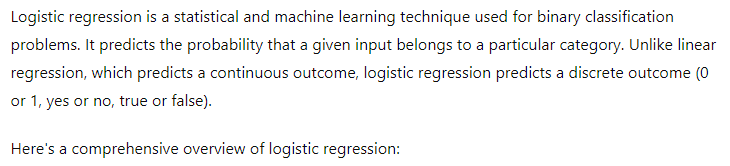 Logistic regression is a statistical and machine learning technique used for binary classification
problems. It predicts the probability that a given input belongs to a particular category. Unlike linear
regression, which predicts a continuous outcome, logistic regression predicts a discrete outcome (0
or 1, yes or no, true or false).
Here's a comprehensive overview of logistic regression: